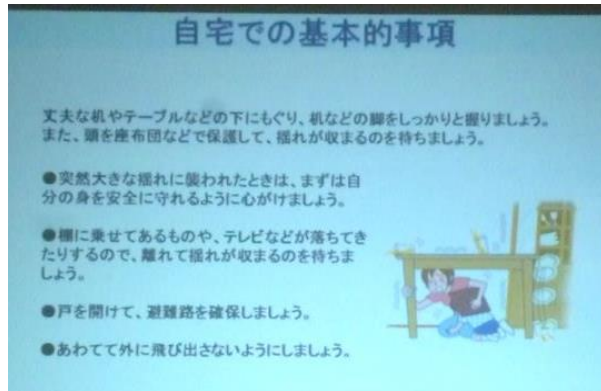 自宅での基本的事項
丈夫な机やテーブルなどの下にもぐり、机などの脚をしっかりと握りましょう。
また、頭を座布団などで保護して、揺れが収まるのを待ちましょう。
●突然大きな揺れに襲われたときは、まずは自
分の身を安全に守れるように心がけましょう。
●棚に乗せてあるものや、テレビなどが落ちてき
たりするので、離れて揺れが収まるのを待ちま
しょう。
●戸を開けて、避難路を確保しましょう。
●あわてて外に飛び出さないようにしましょう。